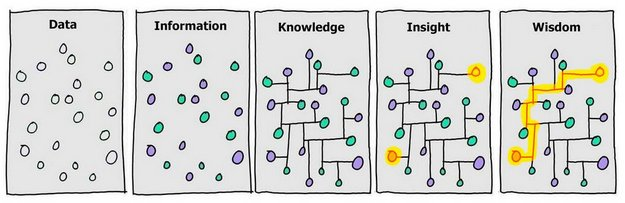 Data
Information
Knowledge
Insight
Wisdom